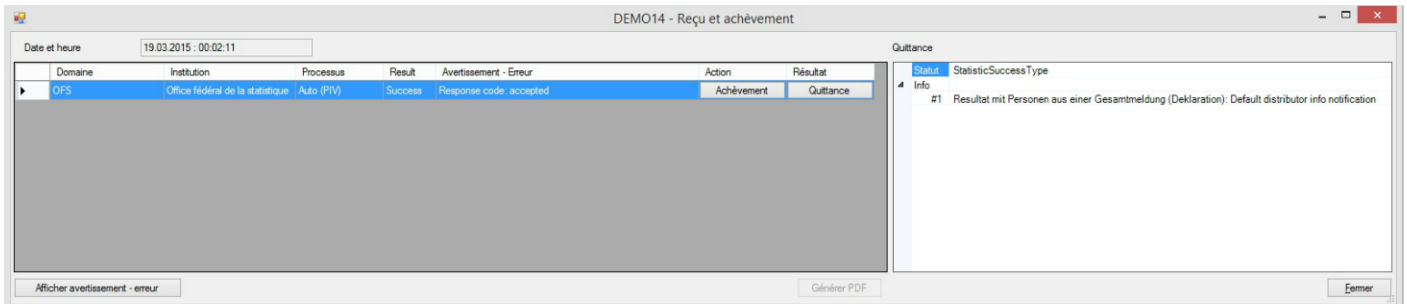 DEMO14 - Reçu et achèvement
Date et heure 19.03.2015 : 00:02:11 Quittance
Domaine Institution Processus Result Avertissement - Erreur Action Résultat
OFS Office fédéral de la statistique Auto (PIV) Success Response code: accepted Achèvement Quittance
Statut StatisticSuccessType
Info
#1 Resultat mit Personen aus einer Gesamtmeldung (Deklaration): Default distributor info notification
Afficher avertissement - erreur Générer PDF Fermer